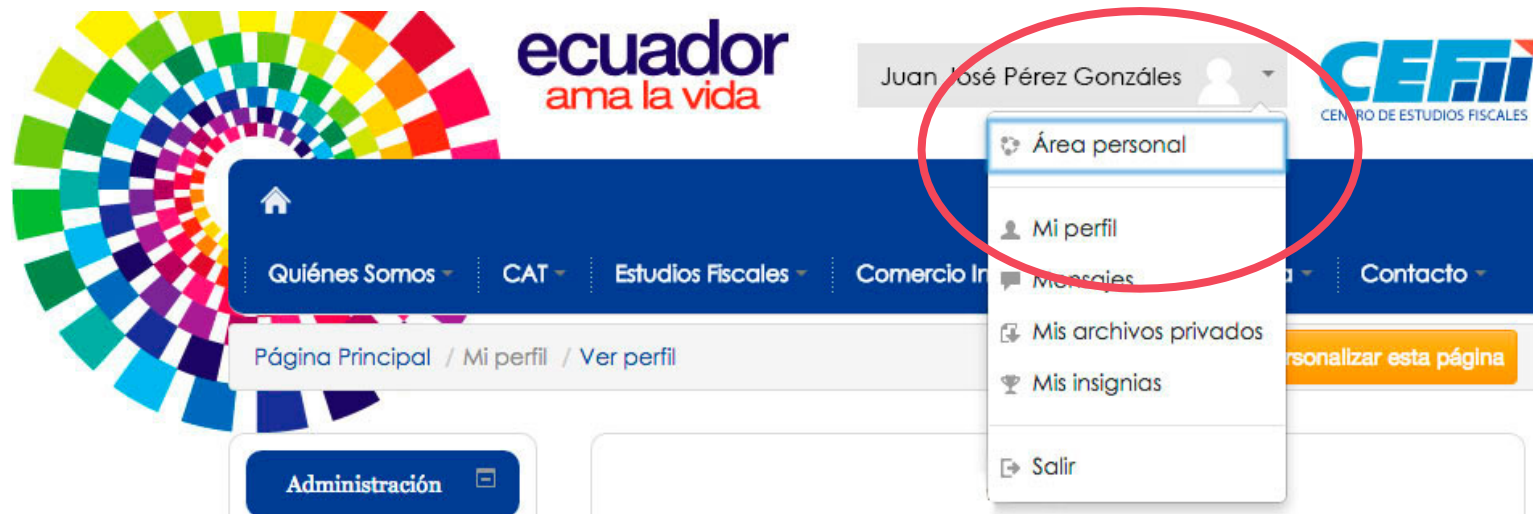 ecuador
ama la vida
Juan José Pérez Gonzáles
CEF
CENTRO DE ESTUDIOS FISCALES
Área personal
Mi perfil
Mensajes
Mis archivos privados
Mis insignias
Salir
Quiénes Somos
CAT
Estudios Fiscales
Comercio In
a
Contacto
Página Principal / Mi perfil / Ver perfil
rsonalizar esta página
Administración